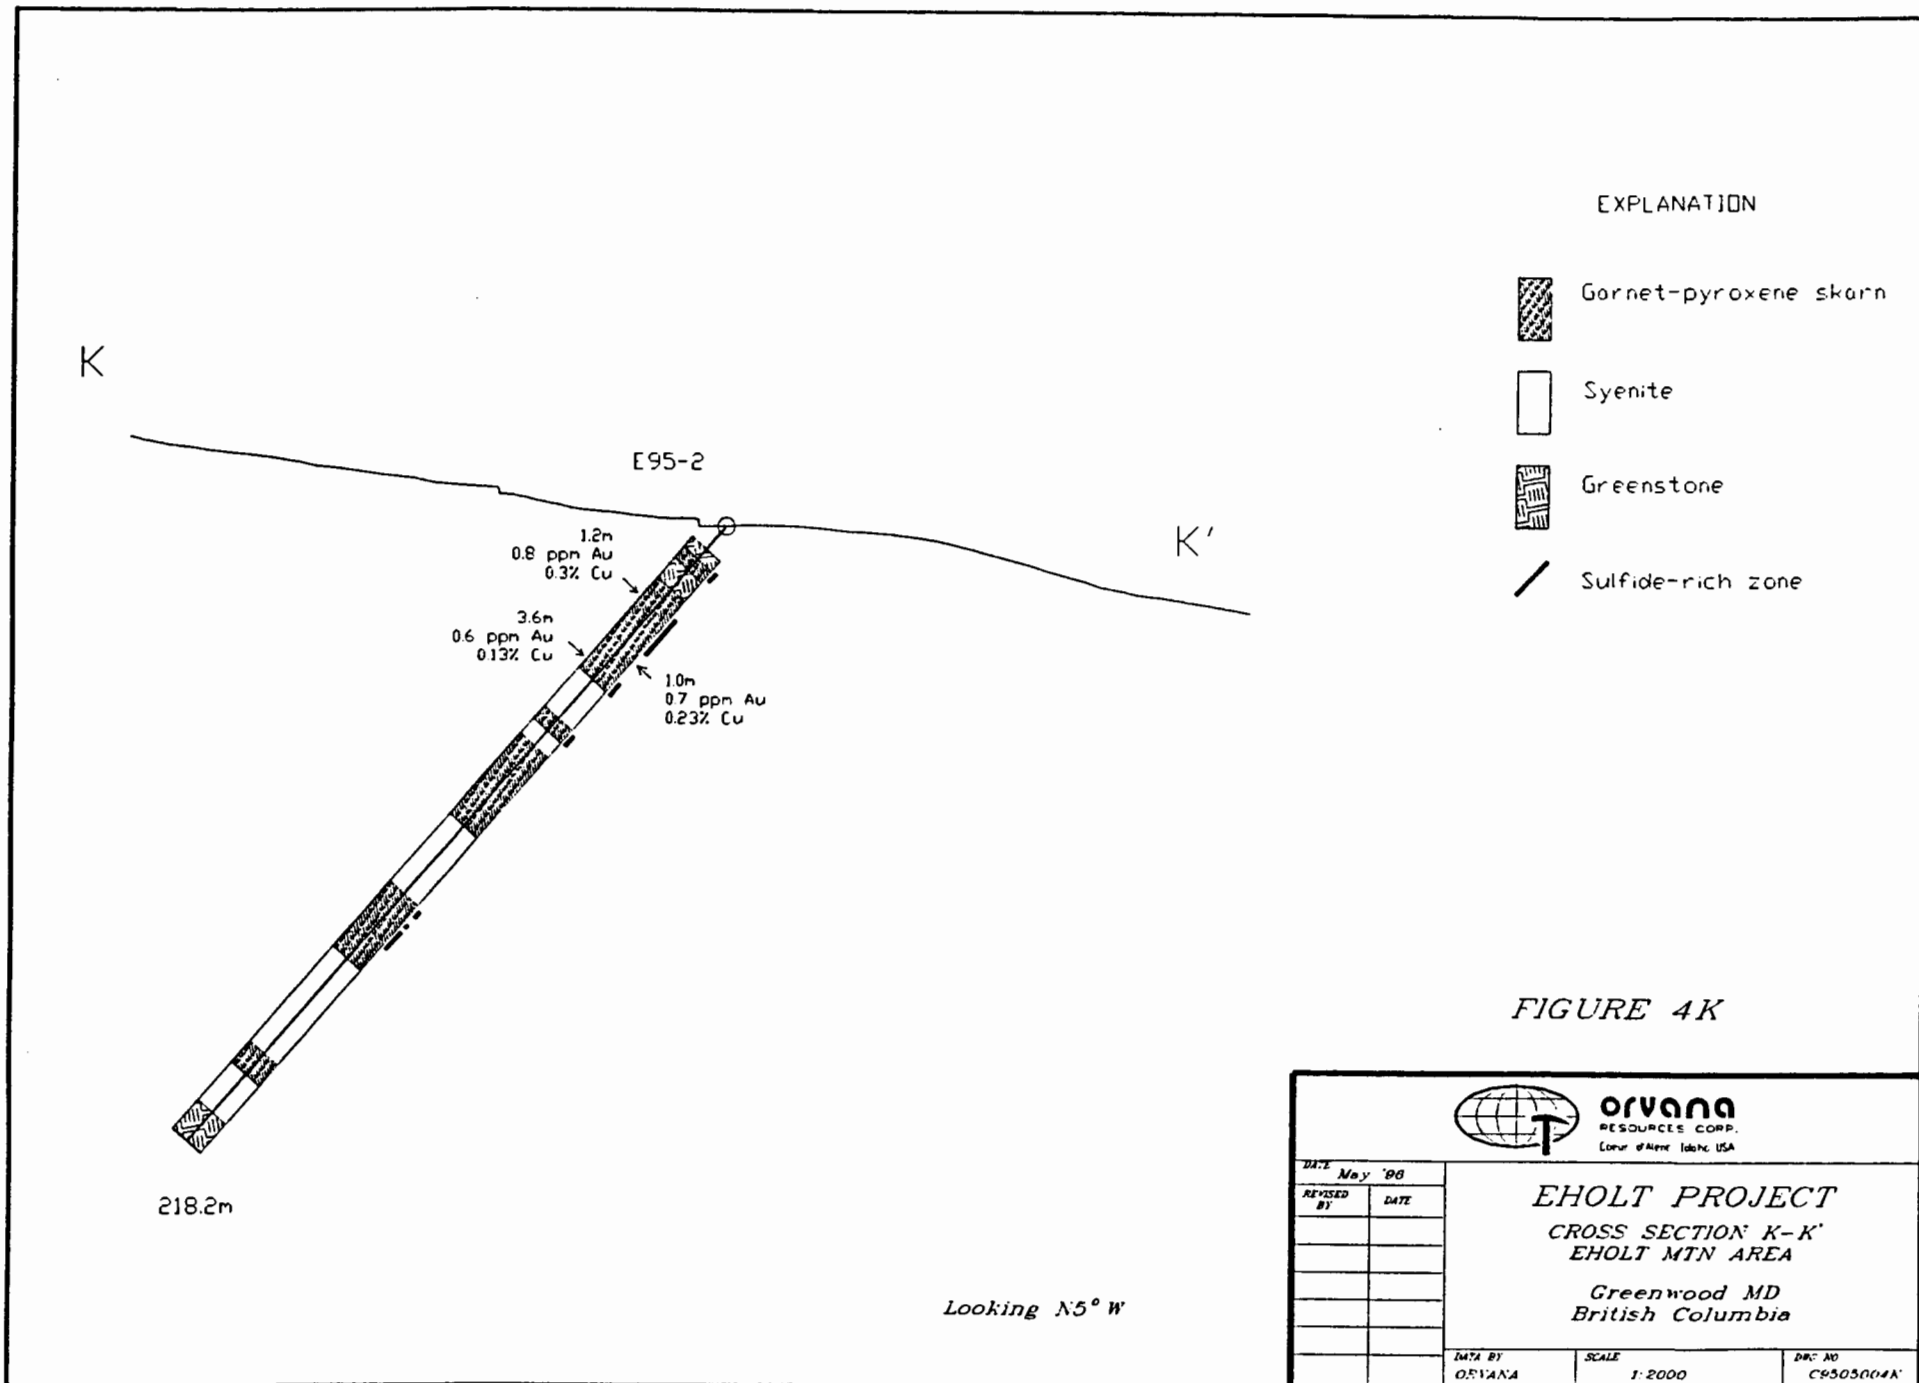 EXPLANATION
Garnet-pyroxene skarn
Syenite
Greenstone
Sulfide-rich zone
K
E95-2
K'
1.2m
0.8 ppm Au
0.3% Cu
3.6m
0.6 ppm Au
0.13% Cu
1.0m
0.7 ppm Au
0.23% Cu
218.2m
Looking N5° W
FIGURE 4K
orvana
RESOURCES CORP.
Coeur d'Alene Idaho USA
DATE May '96
REVISED BY
DATE
EHOLT PROJECT
CROSS SECTION K-K'
EHOLT MTN AREA
Greenwood MD
British Columbia
DATA BY
ORVANA
SCALE
1:2000
DWG NO
C9505004K